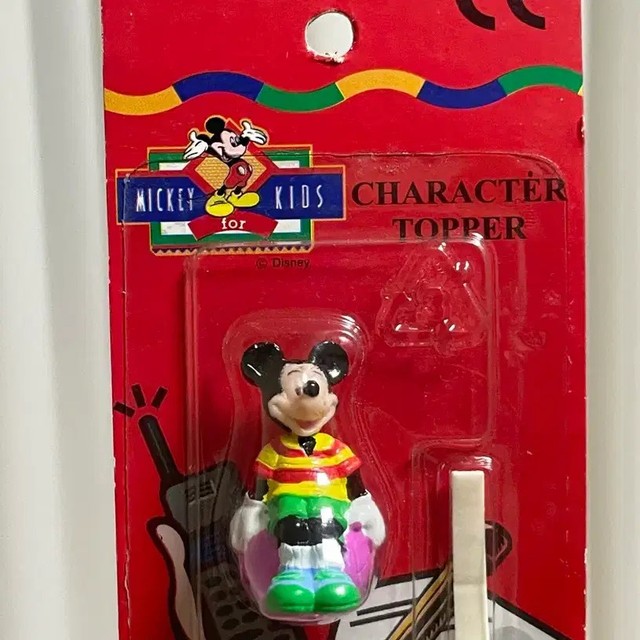 MICKEY
for
KIDS
CHARACTER
TOPPER
© Disney